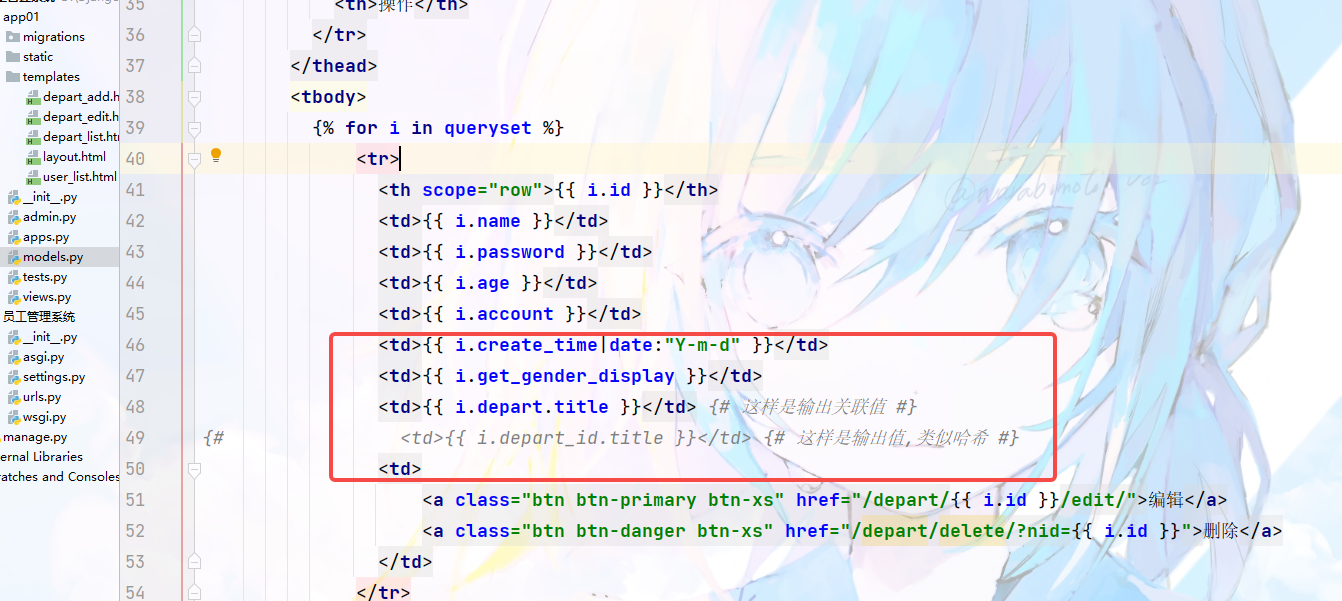 app01
migrations
static
templates
depart_add.h
depart_edit.h
depart_list.htm
layout.html
user_list.html
__init__.py
admin.py
apps.py
models.py
tests.py
views.py
员工管理系统
__init__.py
asgi.py
settings.py
urls.py
wsgi.py
manage.py
ernal Libraries
ratches and Consoles
35 <th>操作</th>
36 </tr>
37 </thead>
38 <tbody>
39 {% for i in queryset %}
40 <tr>
41 <th scope="row">{{ i.id }}</th>
42 <td>{{ i.name }}</td>
43 <td>{{ i.password }}</td>
44 <td>{{ i.age }}</td>
45 <td>{{ i.account }}</td>
46 <td>{{ i.create_time|date:"Y-m-d" }}</td>
47 <td>{{ i.get_gender_display }}</td>
48 <td>{{ i.depart.title }}</td> {# 这样是输出关联值 #}
49 {# <td>{{ i.depart_id.title }}</td> {# 这样是输出值,类似哈希 #}
50 <td>
51 <a class="btn btn-primary btn-xs" href="/depart/{{ i.id }}/edit/">编辑</a>
52 <a class="btn btn-danger btn-xs" href="/depart/delete/?nid={{ i.id }}">删除</a>
53 </td>
54 </tr>